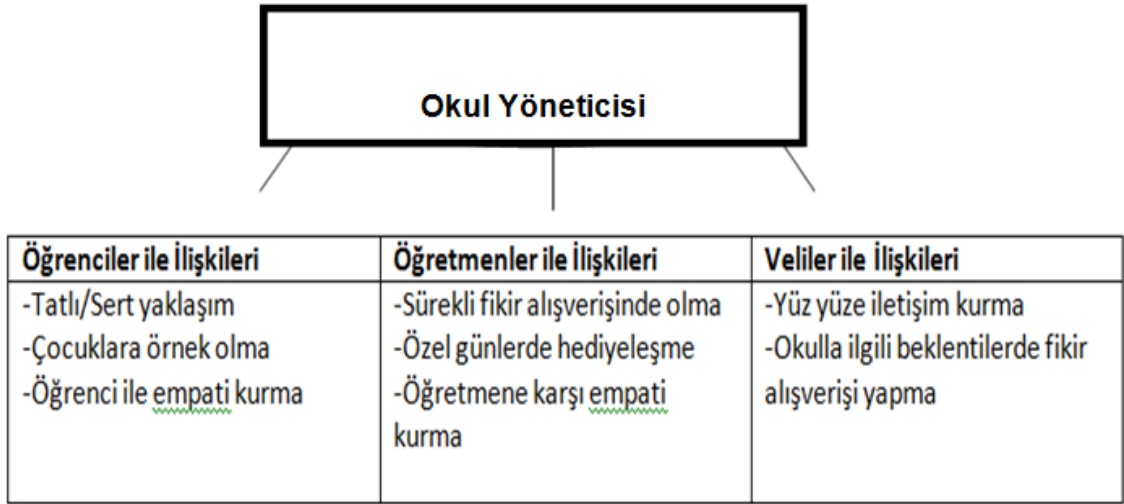 Okul Yöneticisi
Öğrenciler ile İlişkileri
-Tatlı/Sert yaklaşım
-Çocuklara örnek olma
-Öğrenci ile empati kurma
Öğretmenler ile İlişkileri
-Sürekli fikir alışverişinde olma
-Özel günlerde hediyeleşme
-Öğretmene karşı empati
kurma
Veliler ile İlişkileri
-Yüz yüze iletişim kurma
-Okulla ilgili beklentilerde fikir
alışverişi yapma